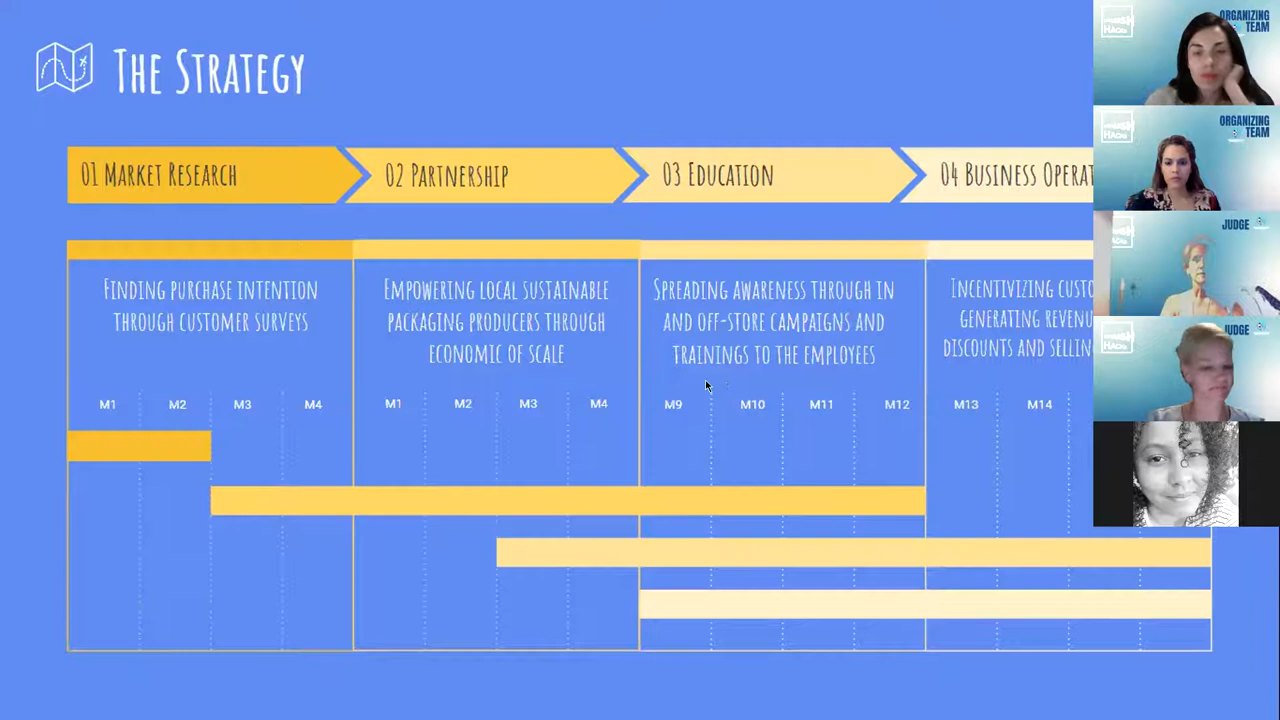 THE STRATEGY
01 MARKET RESEARCH
02 PARTNERSHIP
03 EDUCATION
04 BUSINESS OPERAT
FINDING PURCHASE INTENTION
THROUGH CUSTOMER SURVEYS
EMPOWERING LOCAL SUSTAINABLE
PACKAGING PRODUCERS THROUGH
ECONOMIC OF SCALE
SPREADING AWARENESS THROUGH IN
AND OFF-STORE CAMPAIGNS AND
TRAININGS TO THE EMPLOYEES
INCENTIVIZING CUSTO
GENERATING REVENU
DISCOUNTS AND SELLIN
M1 M2 M3 M4 M1 M2 M3 M4 M9 M10 M11 M12 M13 M14
ORGANIZING
TEAM
ORGANIZING
TEAM
JUDGE
JUDGE